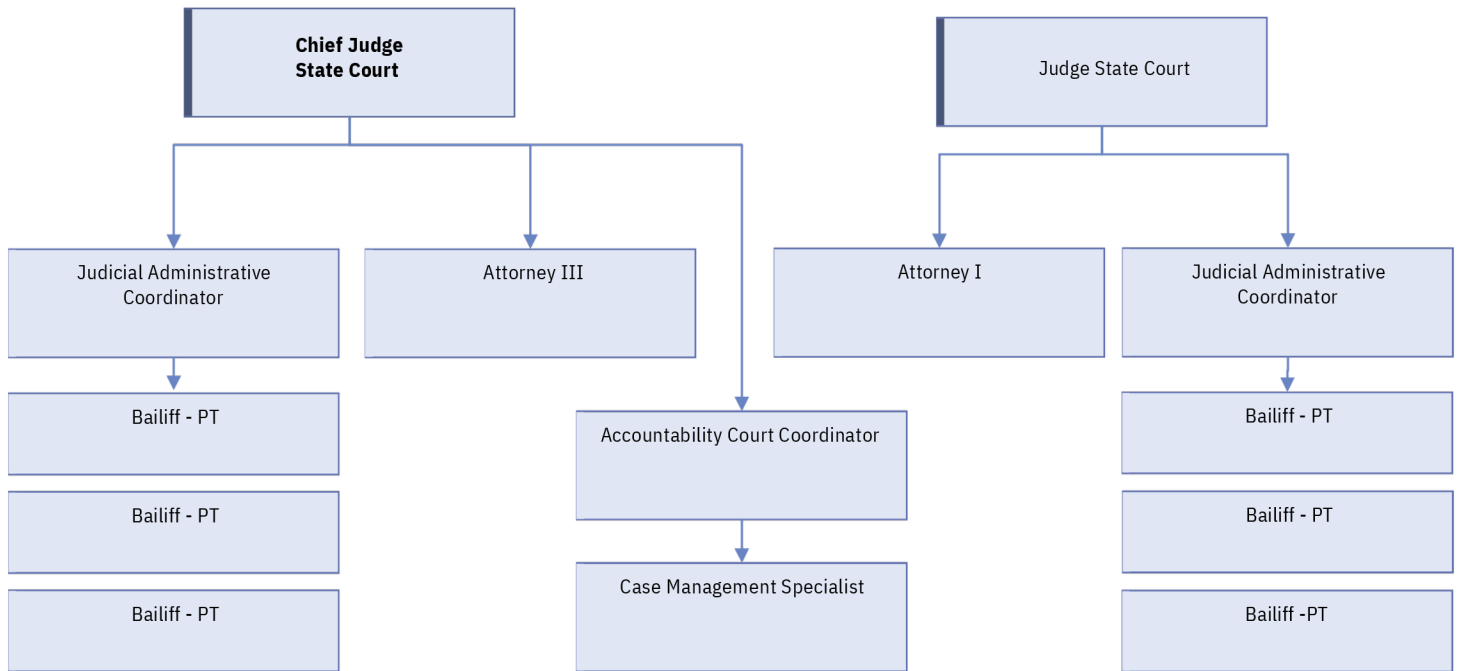 Chief Judge
State Court
Judge State Court
Judicial Administrative
Coordinator
Attorney III
Attorney I
Judicial Administrative
Coordinator
Bailiff - PT
Bailiff - PT
Bailiff - PT
Accountability Court Coordinator
Case Management Specialist
Bailiff - PT
Bailiff - PT
Bailiff -PT